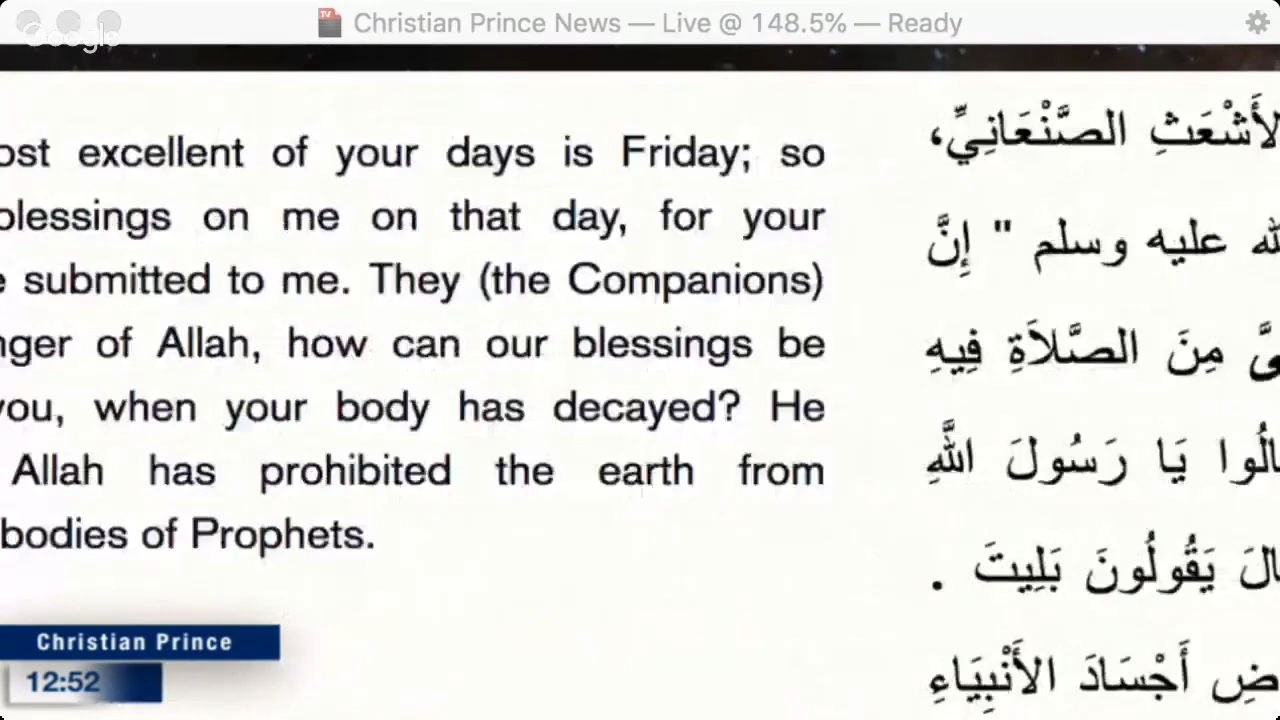 Christian Prince News — Live @ 148.5% — Ready
Google
ost excellent of your days is Friday; so
blessings on me on that day, for your
e submitted to me. They (the Companions)
nger of Allah, how can our blessings be
you, when your body has decayed? He
Allah has prohibited the earth from
bodies of Prophets.
لأَشْعَثِ الصَّنْعَانِيِّ،
لله عليه وسلم " إِنَّ
ىَّ مِنَ الصَّلاَةِ فِيهِ
الُوا يَا رَسُولَ اللَّهِ
الَ يَقُولُونَ بَلِيتَ .
ضِ أَجْسَادَ الأَنْبِيَاءِ
Christian Prince
12:52